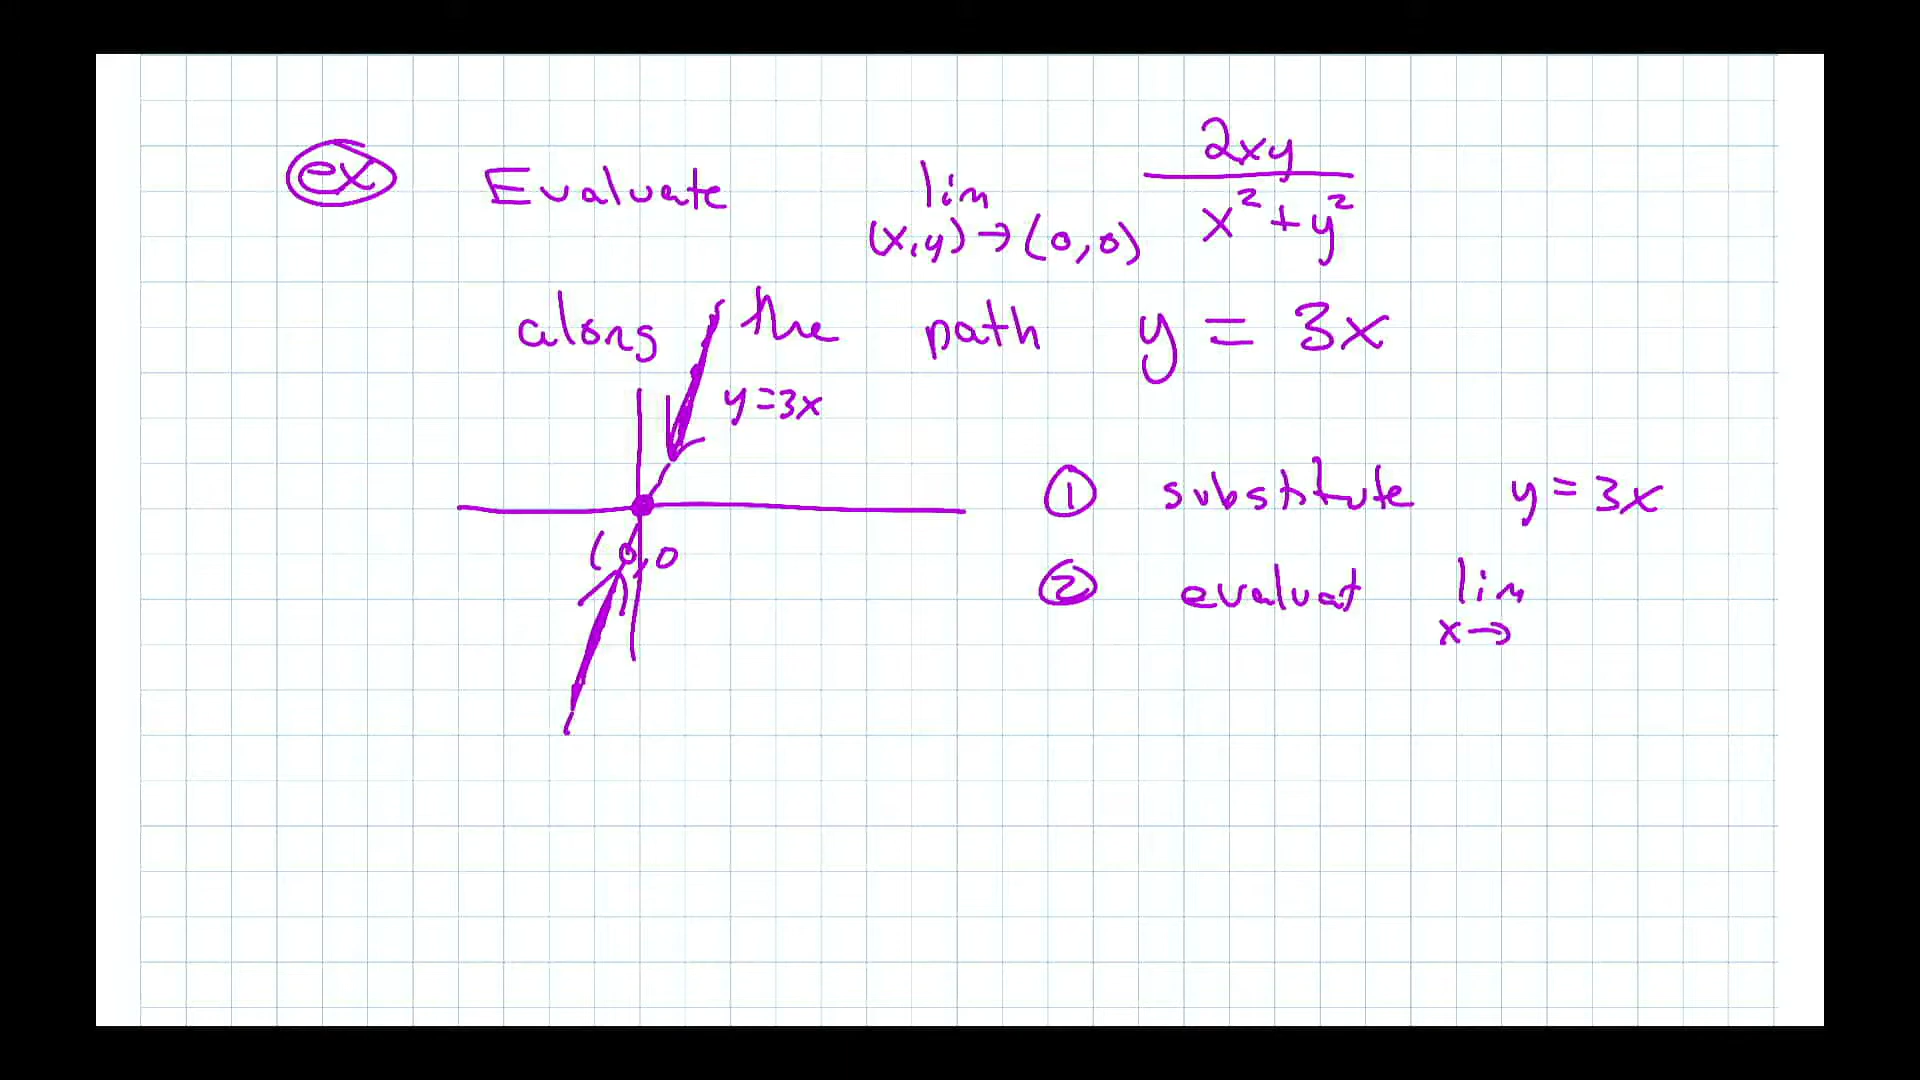 ex Evaluate lim 2xy
(x,y)→(0,0) x²+y²
along the path y = 3x
y=3x
① substitute y=3x
② evaluat lim
x→
(0,0